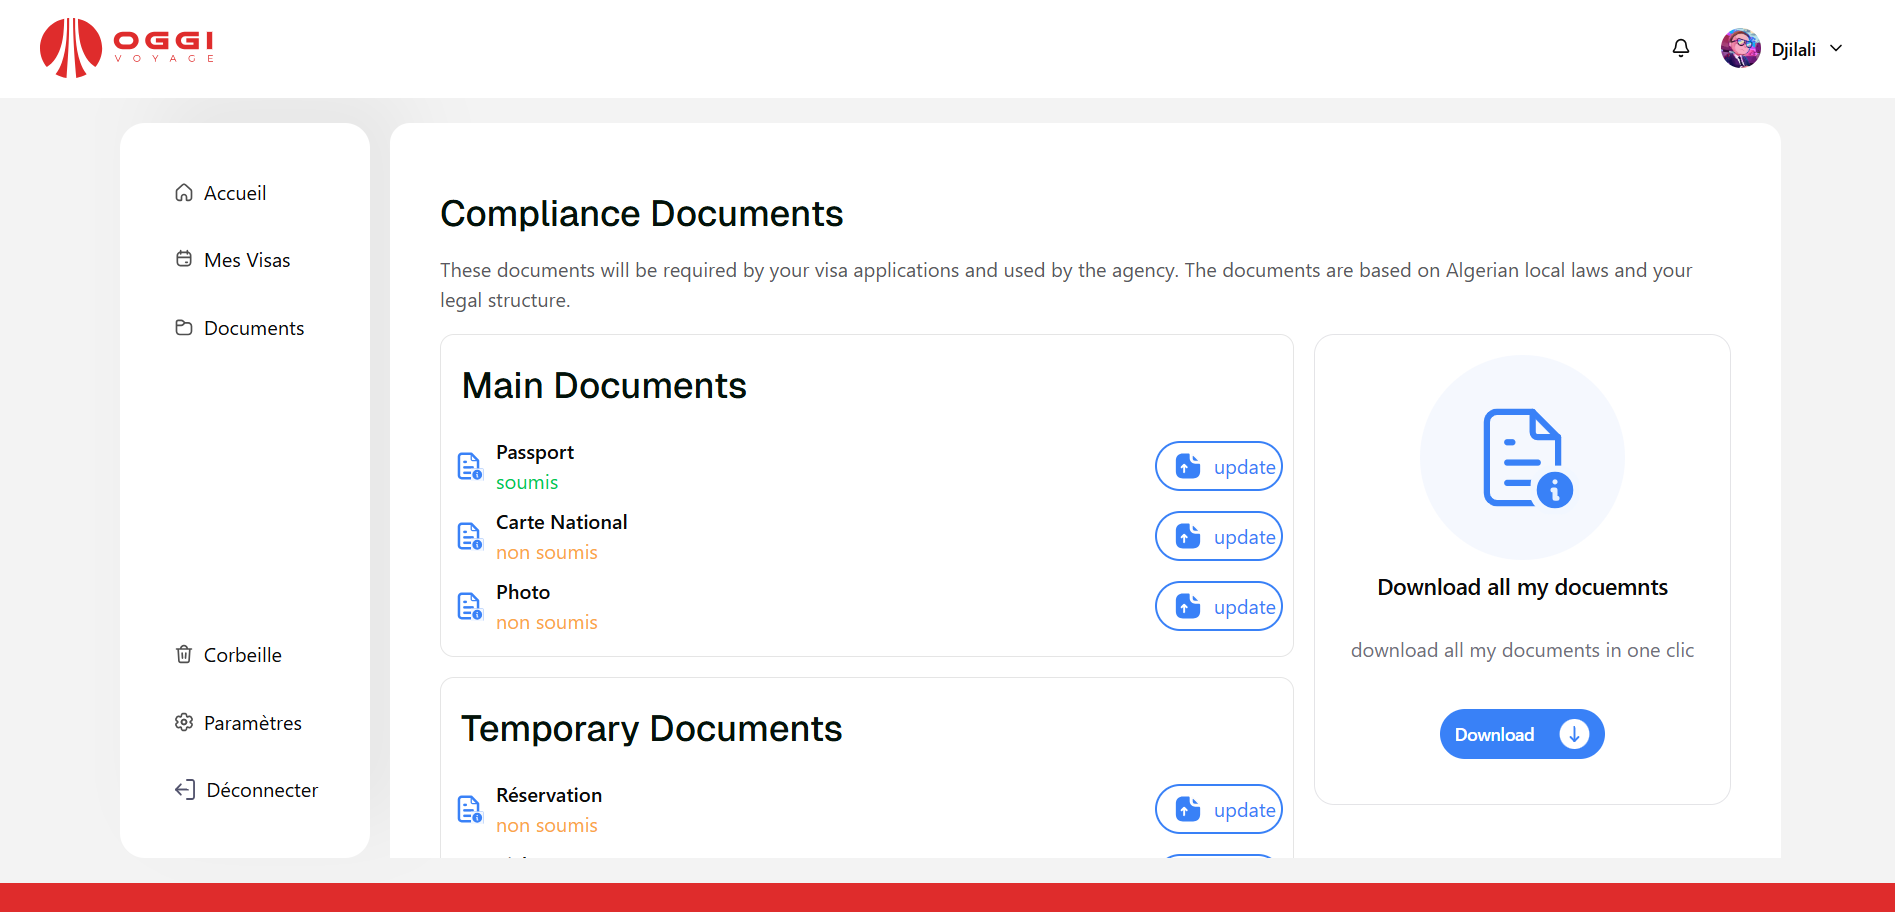 OGGI
VOYAGE
Djilali
Accueil
Mes Visas
Documents
Corbeille
Paramètres
Déconnecter
Compliance Documents
These documents will be required by your visa applications and used by the agency. The documents are based on Algerian local laws and your
legal structure.
Main Documents
Passport
soumis
update
Carte National
non soumis
update
Photo
non soumis
update
Temporary Documents
Réservation
non soumis
update
Download all my docuemnts
download all my documents in one clic
Download